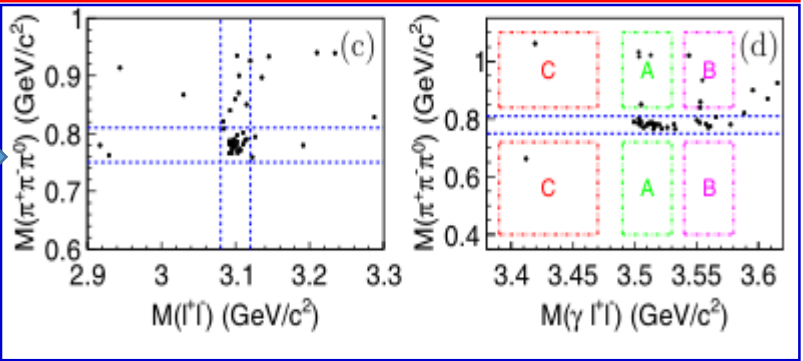 M(π⁺π⁻π⁰) (GeV/c²)
1
0.9
0.8
0.7
0.6
(c)
2.9 3 3.1 3.2 3.3
M(l⁺l⁻) (GeV/c²)
M(π⁺π⁻π⁰) (GeV/c²)
1
0.8
0.6
0.4
(d)
C A B
C A B
3.4 3.45 3.5 3.55 3.6
M(γ l⁺l⁻) (GeV/c²)